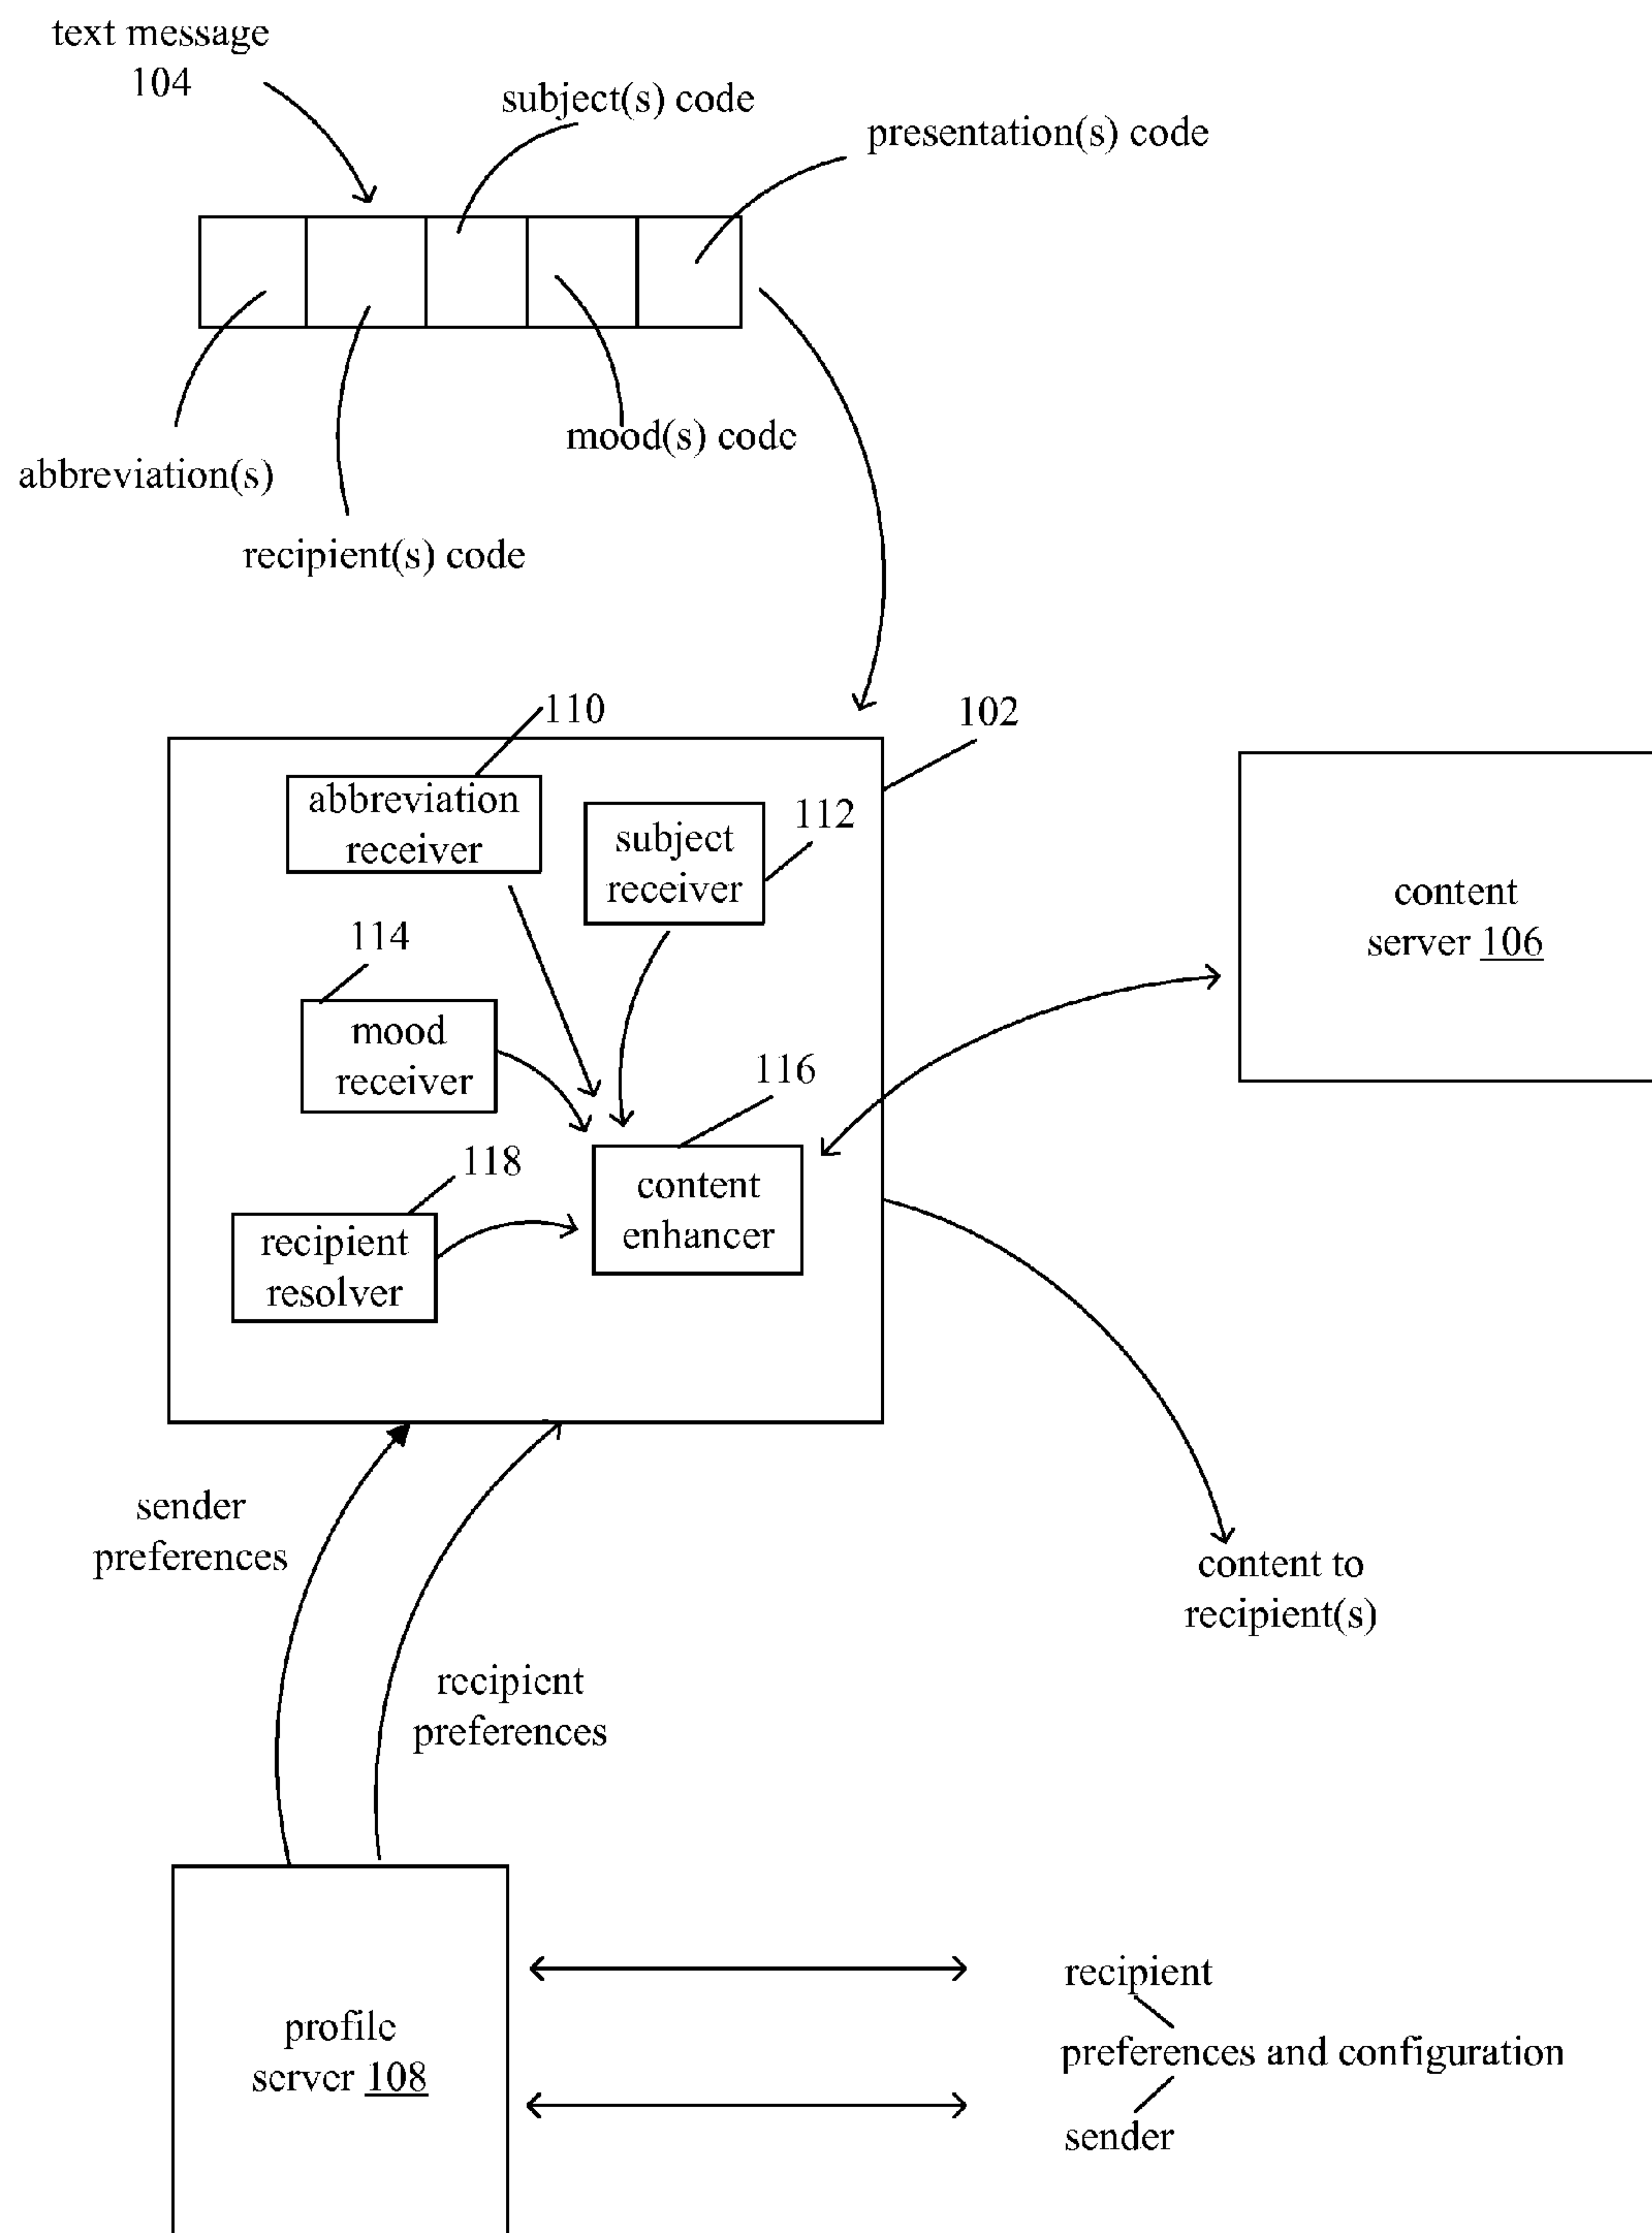 text message
104
subject(s) code
presentation(s) code
mood(s) code
abbreviation(s)
recipient(s) code
110
102
abbreviation
receiver
112
subject
receiver
content
server 106
114
mood
receiver
116
118
content
enhancer
recipient
resolver
sender
preferences
content to
recipient(s)
recipient
preferences
recipient
profile
server 108
preferences and configuration
sender